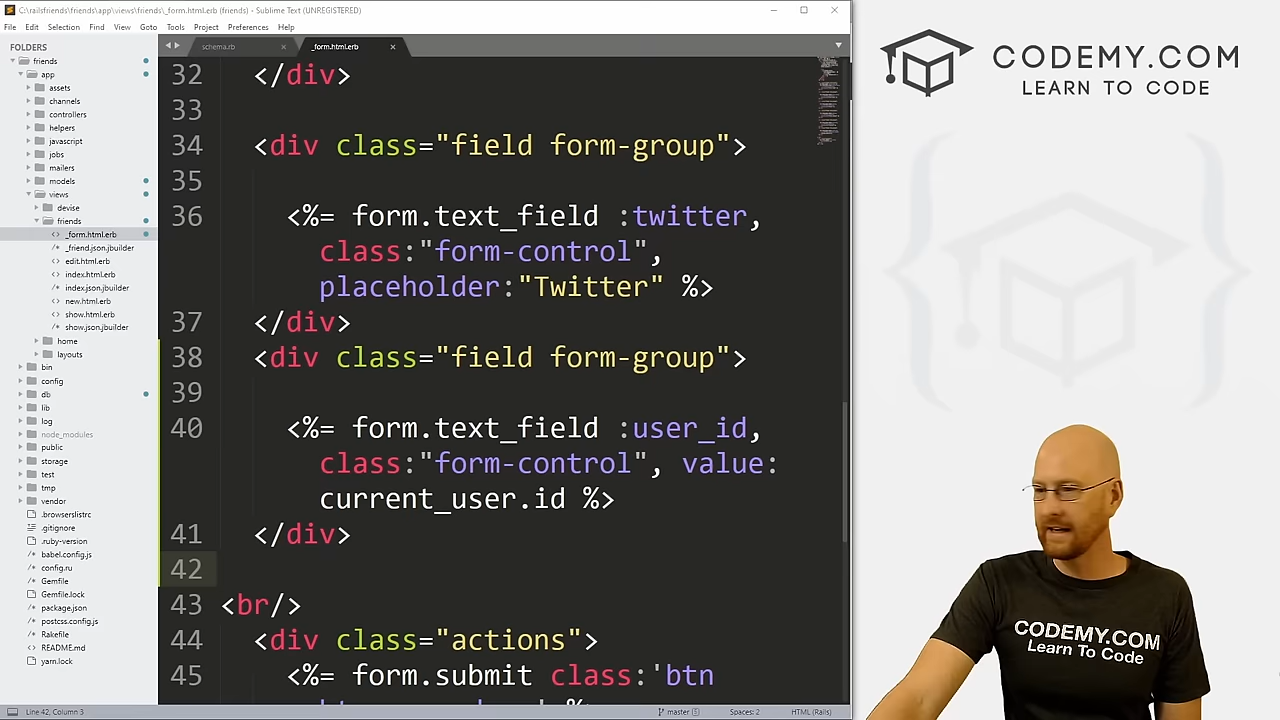 C:\railsfriends\friends\app\views\friends\_form.html.erb (friends) - Sublime Text (UNREGISTERED)
File Edit Selection Find View Goto Tools Project Preferences Help
FOLDERS
friends
app
assets
channels
controllers
helpers
javascript
jobs
mailers
models
views
devise
friends
_form.html.erb
_friend.json.jbuilder
edit.html.erb
index.html.erb
index.json.jbuilder
new.html.erb
show.html.erb
show.json.jbuilder
home
layouts
bin
config
db
lib
log
node_modules
public
storage
test
tmp
vendor
.browserslistrc
.gitignore
.ruby-version
babel.config.js
config.ru
Gemfile
Gemfile.lock
package.json
postcss.config.js
Rakefile
README.md
yarn.lock
schema.rb
_form.html.erb
32 </div>
33
34 <div class="field form-group">
35
36 <%= form.text_field :twitter,
class:"form-control",
placeholder:"Twitter" %>
37 </div>
38 <div class="field form-group">
39
40 <%= form.text_field :user_id,
class:"form-control", value:
current_user.id %>
41 </div>
42
43 <br/>
44 <div class="actions">
45 <%= form.submit class:'btn
Line 42, Column 3
master
Spaces: 2
HTML (Rails)
CODEMY.COM
LEARN TO CODE
CODEMY.COM
Learn To Code